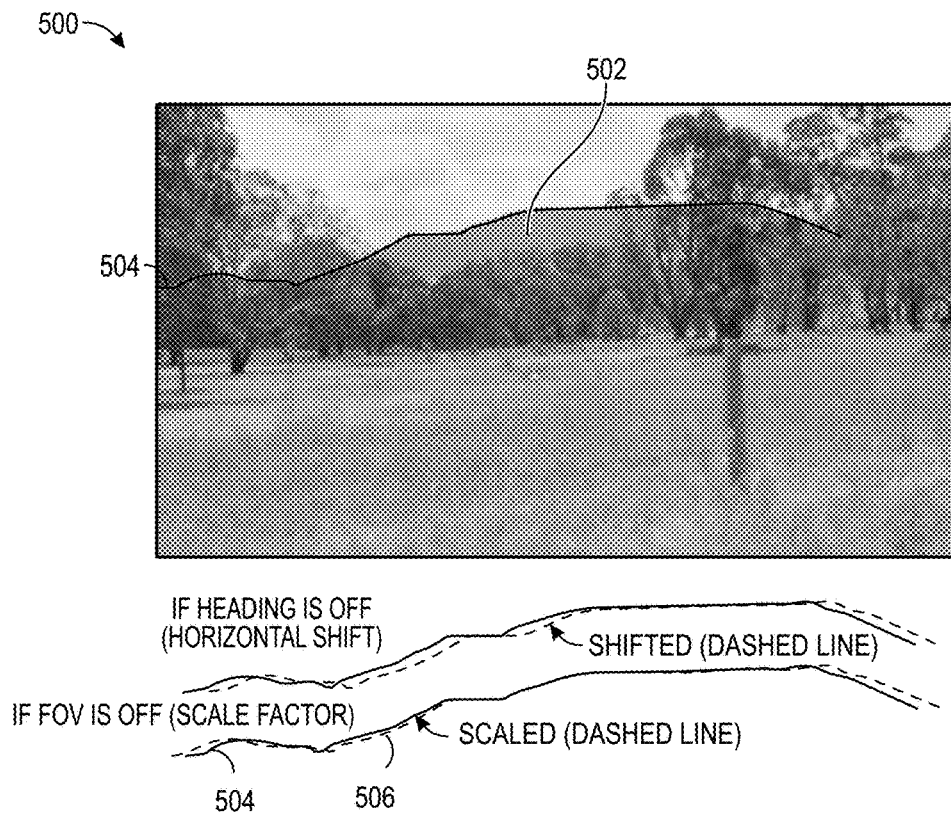 500
502
504
IF HEADING IS OFF
(HORIZONTAL SHIFT)
SHIFTED (DASHED LINE)
IF FOV IS OFF (SCALE FACTOR)
SCALED (DASHED LINE)
504
506